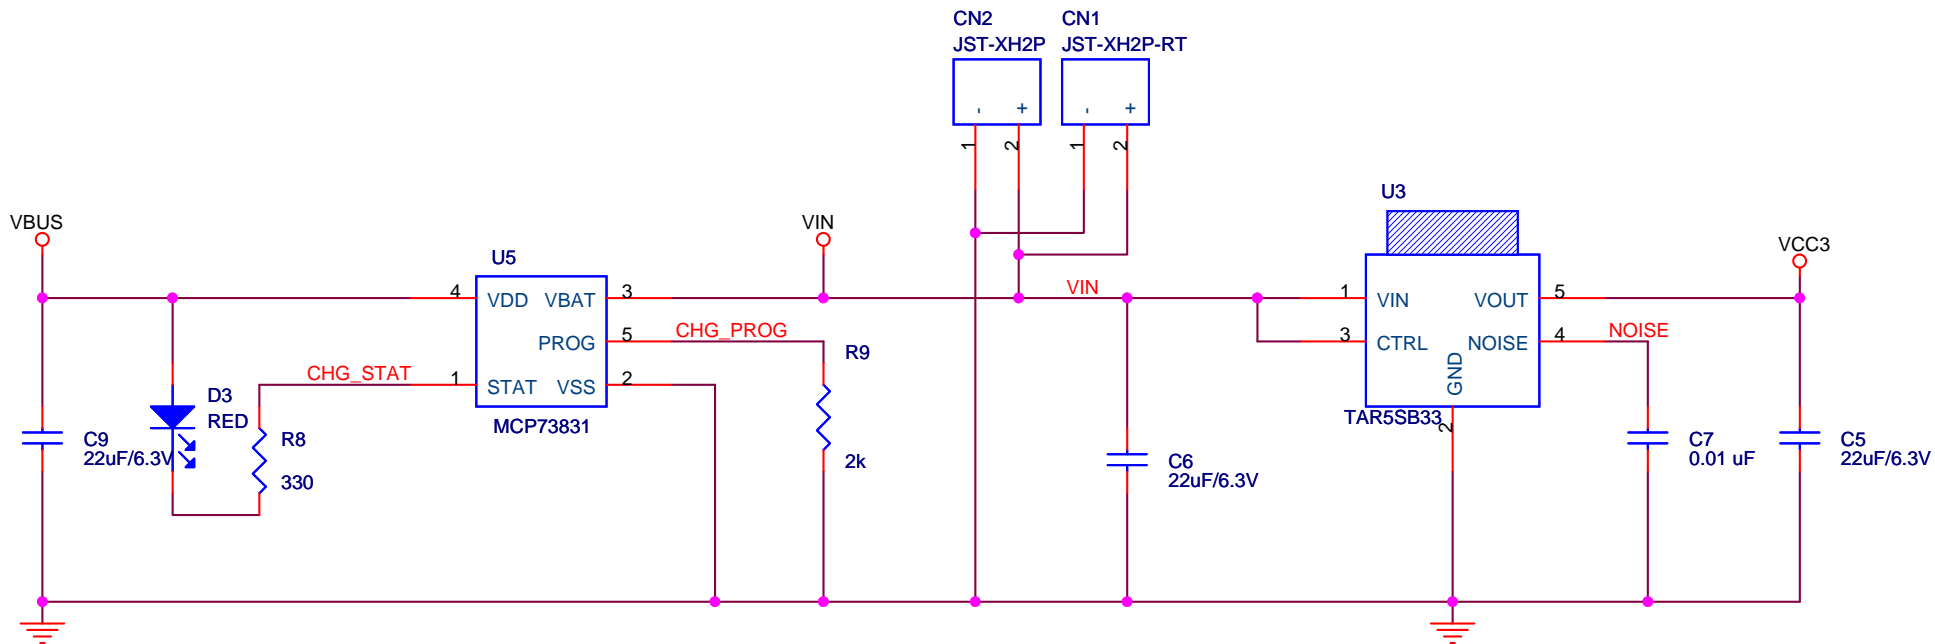 CN2
JST-XH2P
CN1
JST-XH2P-RT
- +
- +
1
2
1
2
VBUS
VIN
U3
VCC3
U5
4
VDD
VBAT
3
VIN
1
VIN
VOUT
5
PROG
5
CHG_PROG
3
CTRL
NOISE
4
NOISE
CHG_STAT
1
STAT
VSS
2
GND
MCP73831
R9
2k
D3
RED
R8
330
C9
22uF/6.3V
C6
22uF/6.3V
TAR5SB33
2
C7
0.01 uF
C5
22uF/6.3V